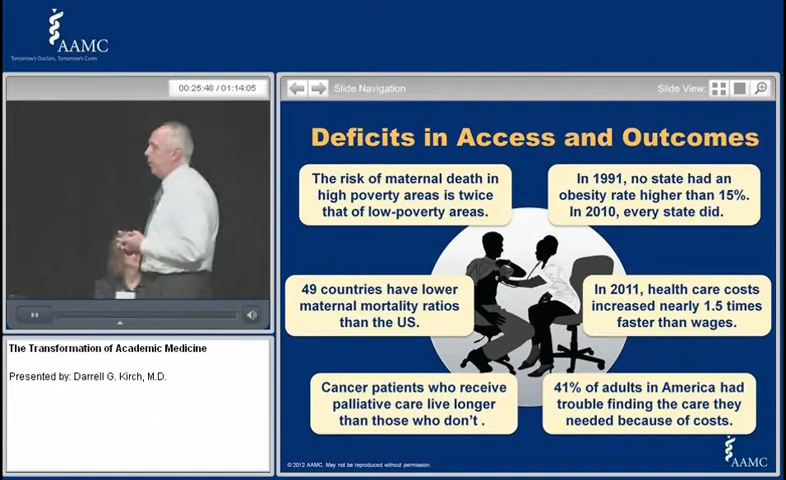 AAMC
Tomorrow's Doctors, Tomorrow's Cures
00:25:48 / 01:14:05
Slide Navigation
Slide View:
The Transformation of Academic Medicine
Presented by: Darrell G. Kirch, M.D.
Deficits in Access and Outcomes
The risk of maternal death in
high poverty areas is twice
that of low-poverty areas.
In 1991, no state had an
obesity rate higher than 15%.
In 2010, every state did.
49 countries have lower
maternal mortality ratios
than the US.
In 2011, health care costs
increased nearly 1.5 times
faster than wages.
Cancer patients who receive
palliative care live longer
than those who don't .
41% of adults in America had
trouble finding the care they
needed because of costs.
© 2012 AAMC. May not be reproduced without permission
AAMC